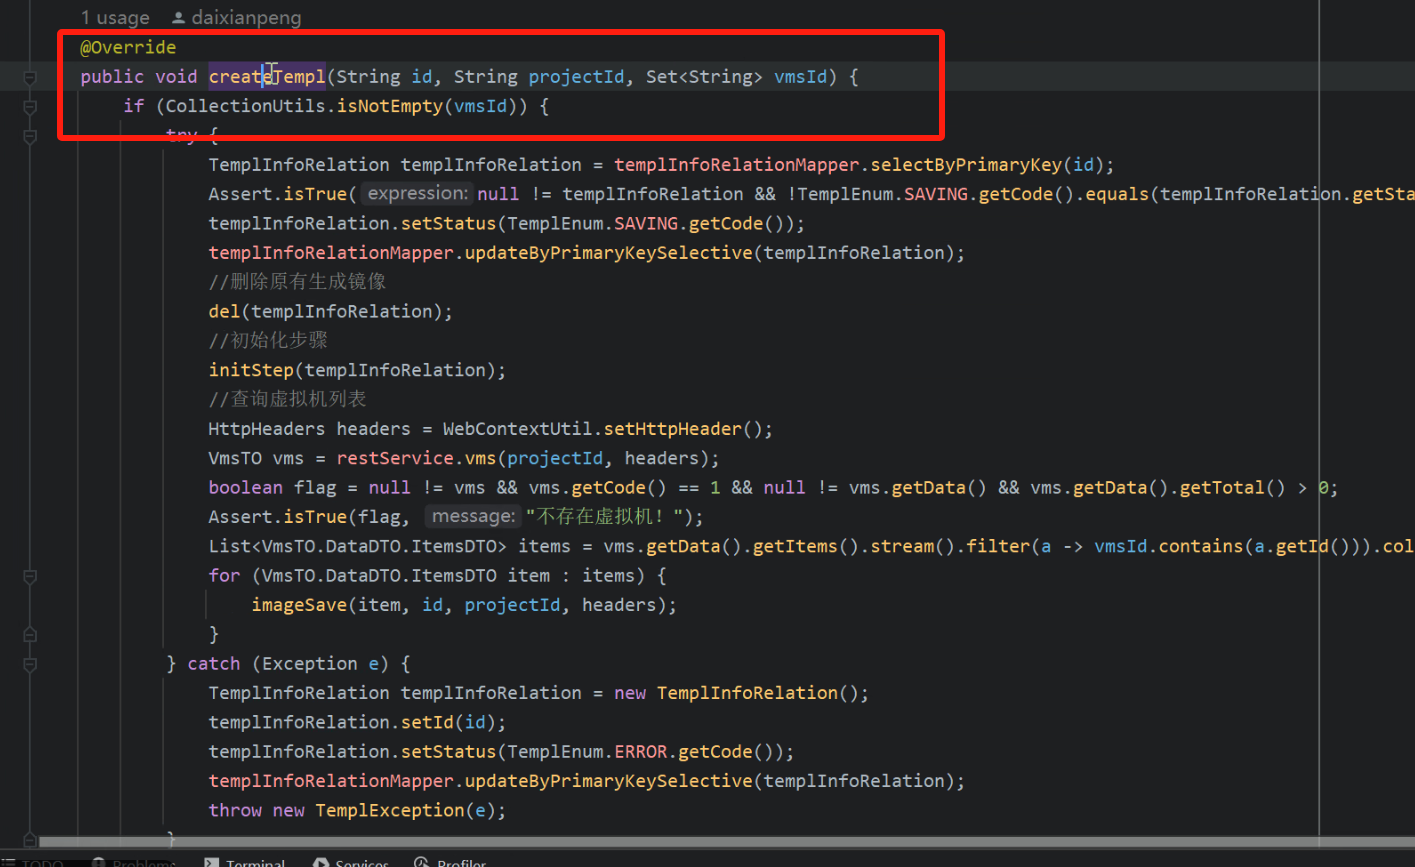 1 usage daixianpeng
@Override
public void createTempl(String id, String projectId, Set<String> vmsId) {
if (CollectionUtils.isNotEmpty(vmsId)) {
try {
TemplInfoRelation templInfoRelation = templInfoRelationMapper.selectByPrimaryKey(id);
Assert.isTrue( expression: null != templInfoRelation && !TemplEnum.SAVING.getCode().equals(templInfoRelation.getSta
templInfoRelation.setStatus(TemplEnum.SAVING.getCode());
templInfoRelationMapper.updateByPrimaryKeySelective(templInfoRelation);
//删除原有生成镜像
del(templInfoRelation);
//初始化步骤
initStep(templInfoRelation);
//查询虚拟机列表
HttpHeaders headers = WebContextUtil.setHttpHeader();
VmsTO vms = restService.vms(projectId, headers);
boolean flag = null != vms && vms.getCode() == 1 && null != vms.getData() && vms.getData().getTotal() > 0;
Assert.isTrue(flag, message: "不存在虚拟机！");
List<VmsTO.DataDTO.ItemsDTO> items = vms.getData().getItems().stream().filter(a -> vmsId.contains(a.getId())).col
for (VmsTO.DataDTO.ItemsDTO item : items) {
imageSave(item, id, projectId, headers);
}
} catch (Exception e) {
TemplInfoRelation templInfoRelation = new TemplInfoRelation();
templInfoRelation.setId(id);
templInfoRelation.setStatus(TemplEnum.ERROR.getCode());
templInfoRelationMapper.updateByPrimaryKeySelective(templInfoRelation);
throw new TemplException(e);
}
TODO Problems Terminal Services Profiler